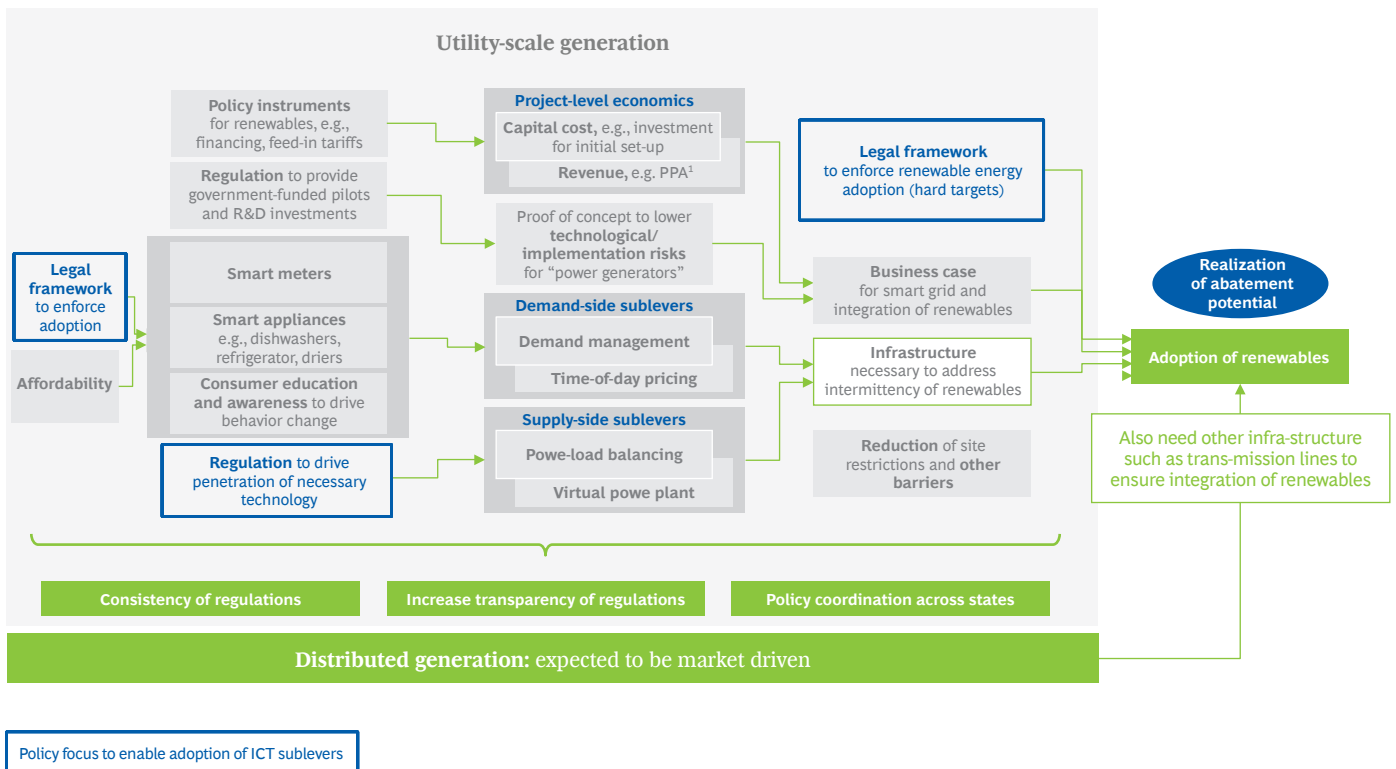 Utility-scale generation
Policy instruments
for renewables, e.g.,
financing, feed-in tariffs
Regulation to provide
government-funded pilots
and R&D investments
Legal
framework
to enforce
adoption
Affordability
Smart meters
Smart appliances
e.g., dishwashers,
refrigerator, driers
Consumer education
and awareness to drive
behavior change
Regulation to drive
penetration of necessary
technology
Project-level economics
Capital cost, e.g., investment
for initial set-up
Revenue, e.g. PPA¹
Proof of concept to lower
technological/
implementation risks
for “power generators”
Demand-side sublevers
Demand management
Time-of-day pricing
Supply-side sublevers
Powe-load balancing
Virtual powe plant
Legal framework
to enforce renewable energy
adoption (hard targets)
Business case
for smart grid and
integration of renewables
Infrastructure
necessary to address
intermittency of renewables
Reduction of site
restrictions and other
barriers
Realization
of abatement
potential
Adoption of renewables
Also need other infra-structure
such as trans-mission lines to
ensure integration of renewables
Consistency of regulations
Increase transparency of regulations
Policy coordination across states
Distributed generation: expected to be market driven
Policy focus to enable adoption of ICT sublevers